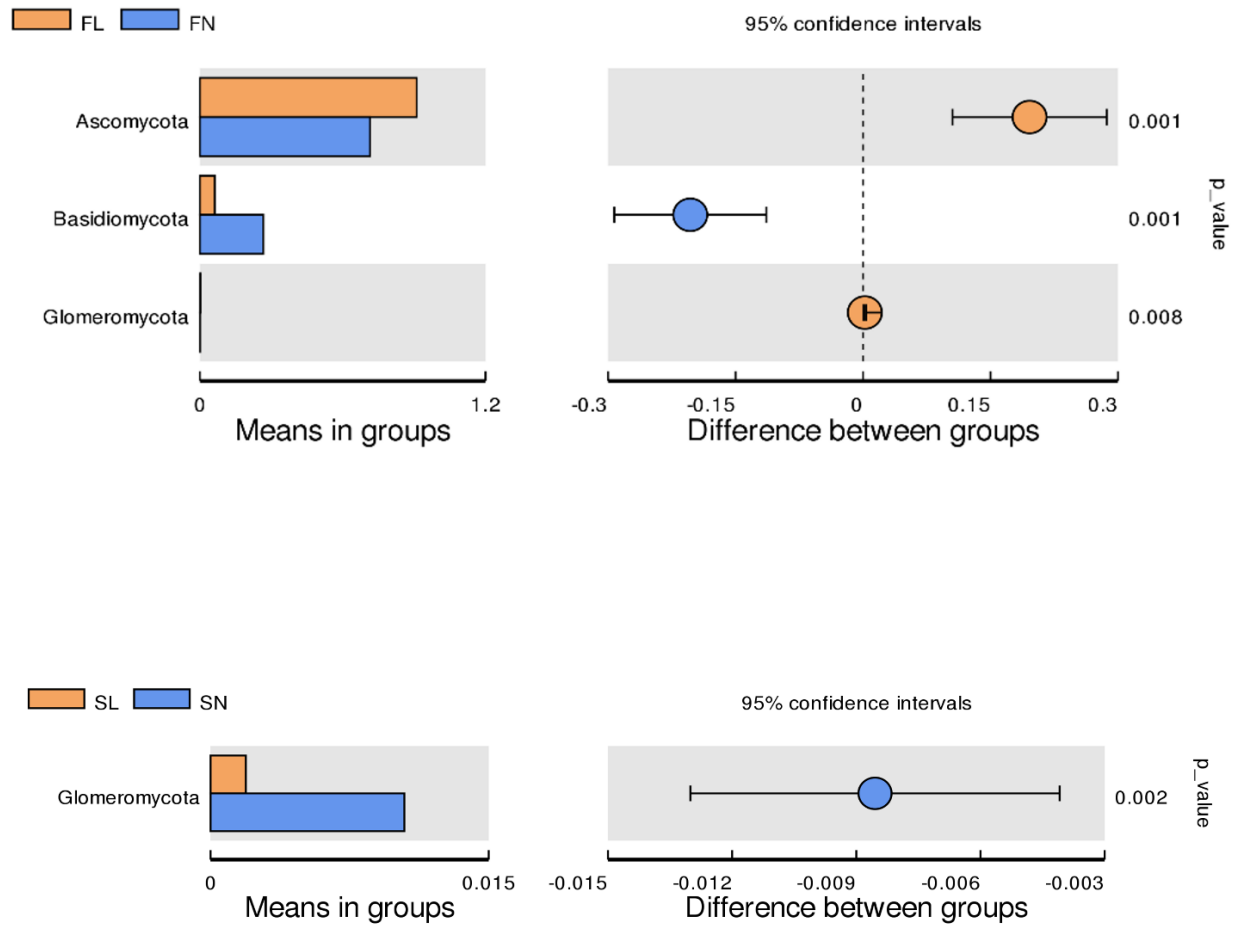 FL FN 95% confidence intervals
Ascomycota 0.001
Basidiomycota 0.001
p_value
Glomeromycota 0.008
0 1.2 -0.3 -0.15 0 0.15 0.3
Means in groups Difference between groups
SL SN 95% confidence intervals
Glomeromycota 0.002
p_value
0 0.015 -0.015 -0.012 -0.009 -0.006 -0.003
Means in groups Difference between groups